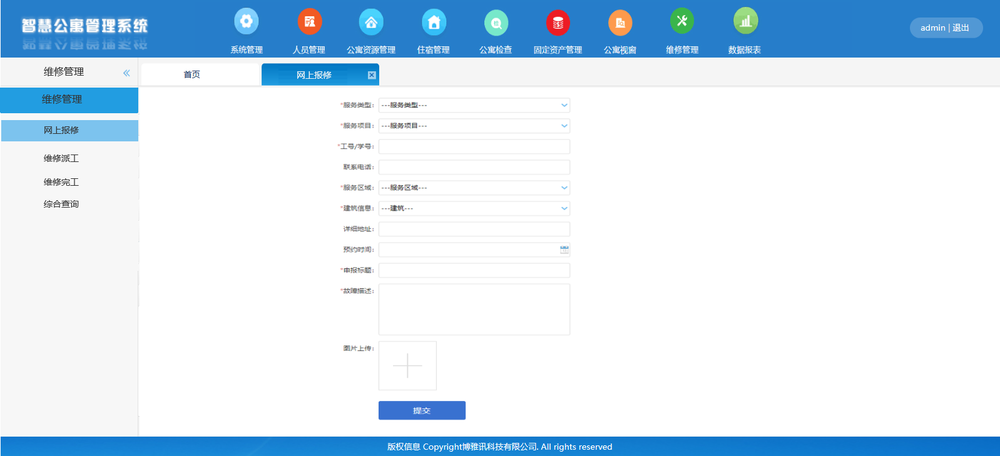 智慧公寓管理系统
系统管理 人员管理 公寓资源管理 住宿管理 公寓检查 固定资产管理 公寓视窗 维修管理 数据报表
admin | 退出
维修管理 «
首页 网上报修
维修管理
网上报修
维修派工
维修完工
综合查询
*服务类型: ---服务类型---
*服务项目: ---服务项目---
*工号/学号:
联系电话:
*服务区域: ---服务区域---
*建筑信息: ---建筑---
详细地址:
预约时间:
*申报标题:
*故障描述:
图片上传:
提交
版权信息 Copyright博雅讯科技有限公司. All rights reserved